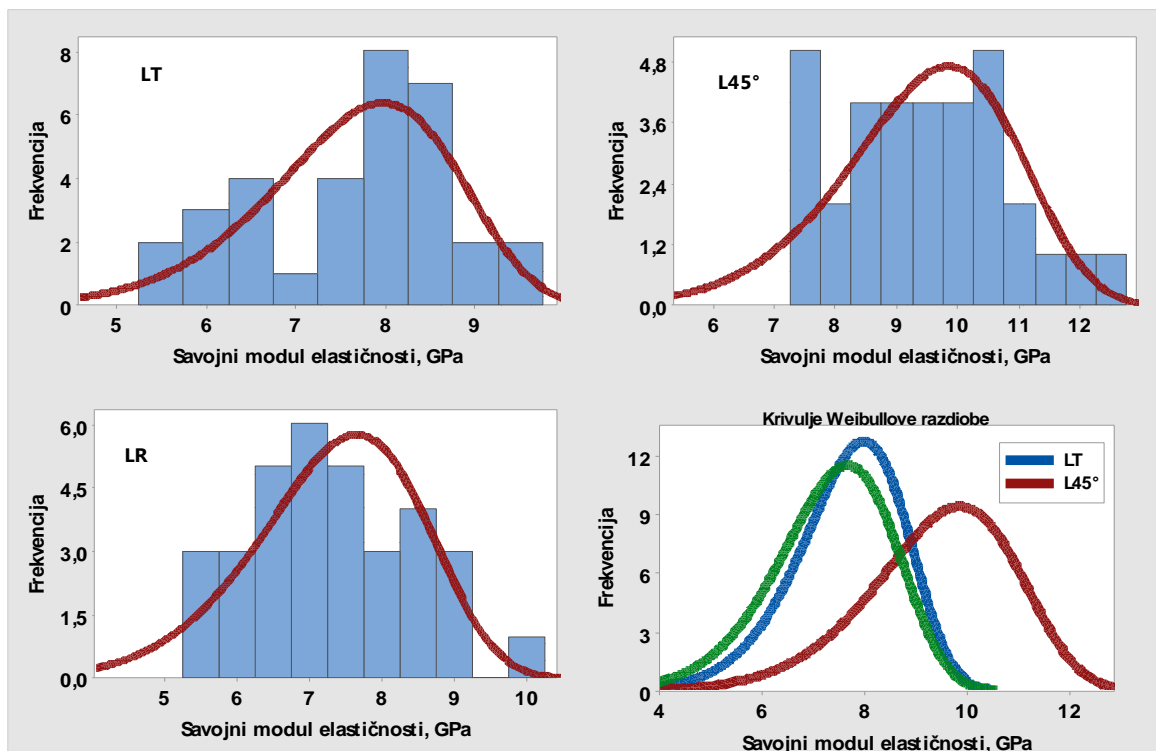 LT
Frekvencija
8
6
4
2
0
5 6 7 8 9
Savojni modul elastičnosti, GPa
L45°
Frekvencija
4,8
3,6
2,4
1,2
0,0
6 7 8 9 10 11 12
Savojni modul elastičnosti, GPa
LR
Frekvencija
6,0
4,5
3,0
1,5
0,0
5 6 7 8 9 10
Savojni modul elastičnosti, GPa
Krivulje Weibullove razdiobe
LT
L45°
Frekvencija
12
9
6
3
0
4 6 8 10 12
Savojni modul elastičnosti, GPa